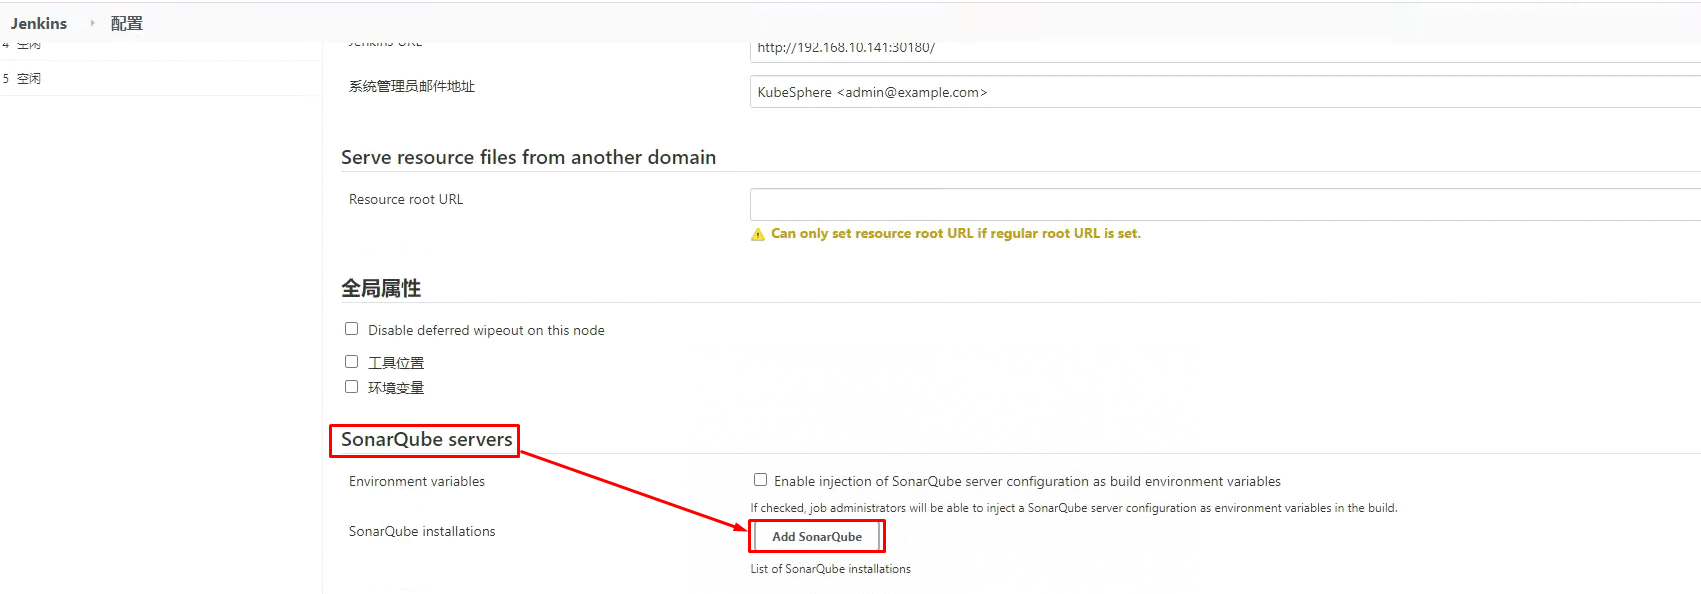 Jenkins 配置
4 空闲
5 空闲
Jenkins URL
http://192.168.10.141:30180/
系统管理员邮件地址
KubeSphere <admin@example.com>
Serve resource files from another domain
Resource root URL
Can only set resource root URL if regular root URL is set.
全局属性
Disable deferred wipeout on this node
工具位置
环境变量
SonarQube servers
Environment variables
Enable injection of SonarQube server configuration as build environment variables
If checked, job administrators will be able to inject a SonarQube server configuration as environment variables in the build.
SonarQube installations
Add SonarQube
List of SonarQube installations